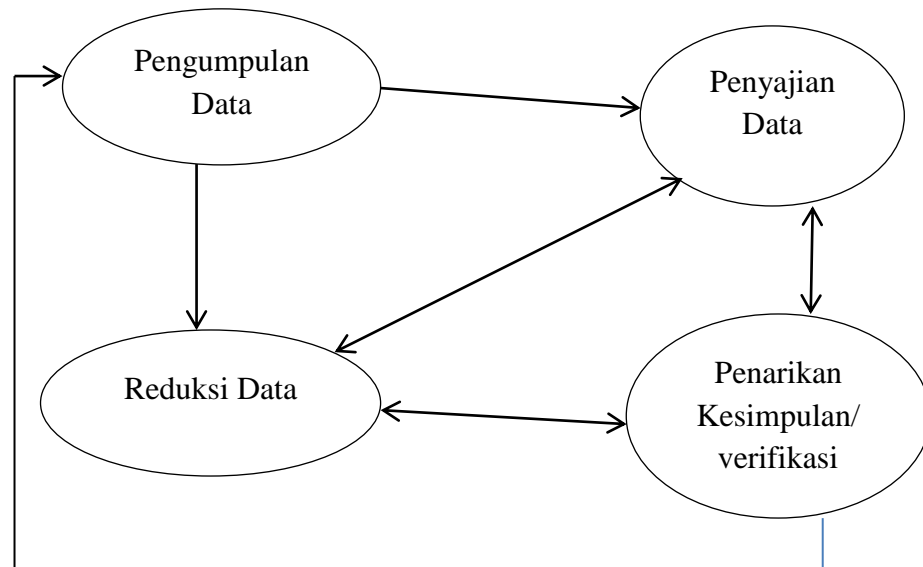 Pengumpulan
Data
Penyajian
Data
Reduksi Data
Penarikan
Kesimpulan/
verifikasi